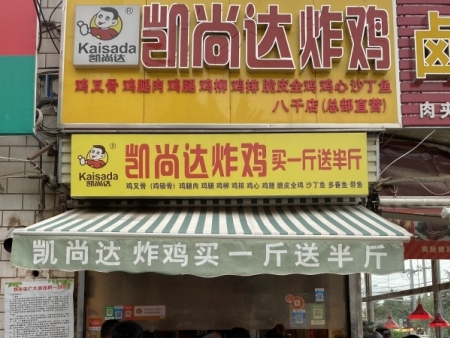 Kaisada
凯尚达
®
凯尚达炸鸡
鸡叉骨 鸡腿肉 鸡腿 鸡柳 鸡排 脆皮全鸡 鸡心 沙丁鱼
八千店(总部直营)
卤
肉夹
Kaisada
凯尚达
凯尚达炸鸡 买一斤送半斤
鸡叉骨 (鸡锁骨) 鸡腿肉 鸡腿 鸡柳 鸡排 鸡心 鸡翅 脆皮全鸡 沙丁鱼 多春鱼 带鱼
凯尚达 炸鸡买一斤送半斤